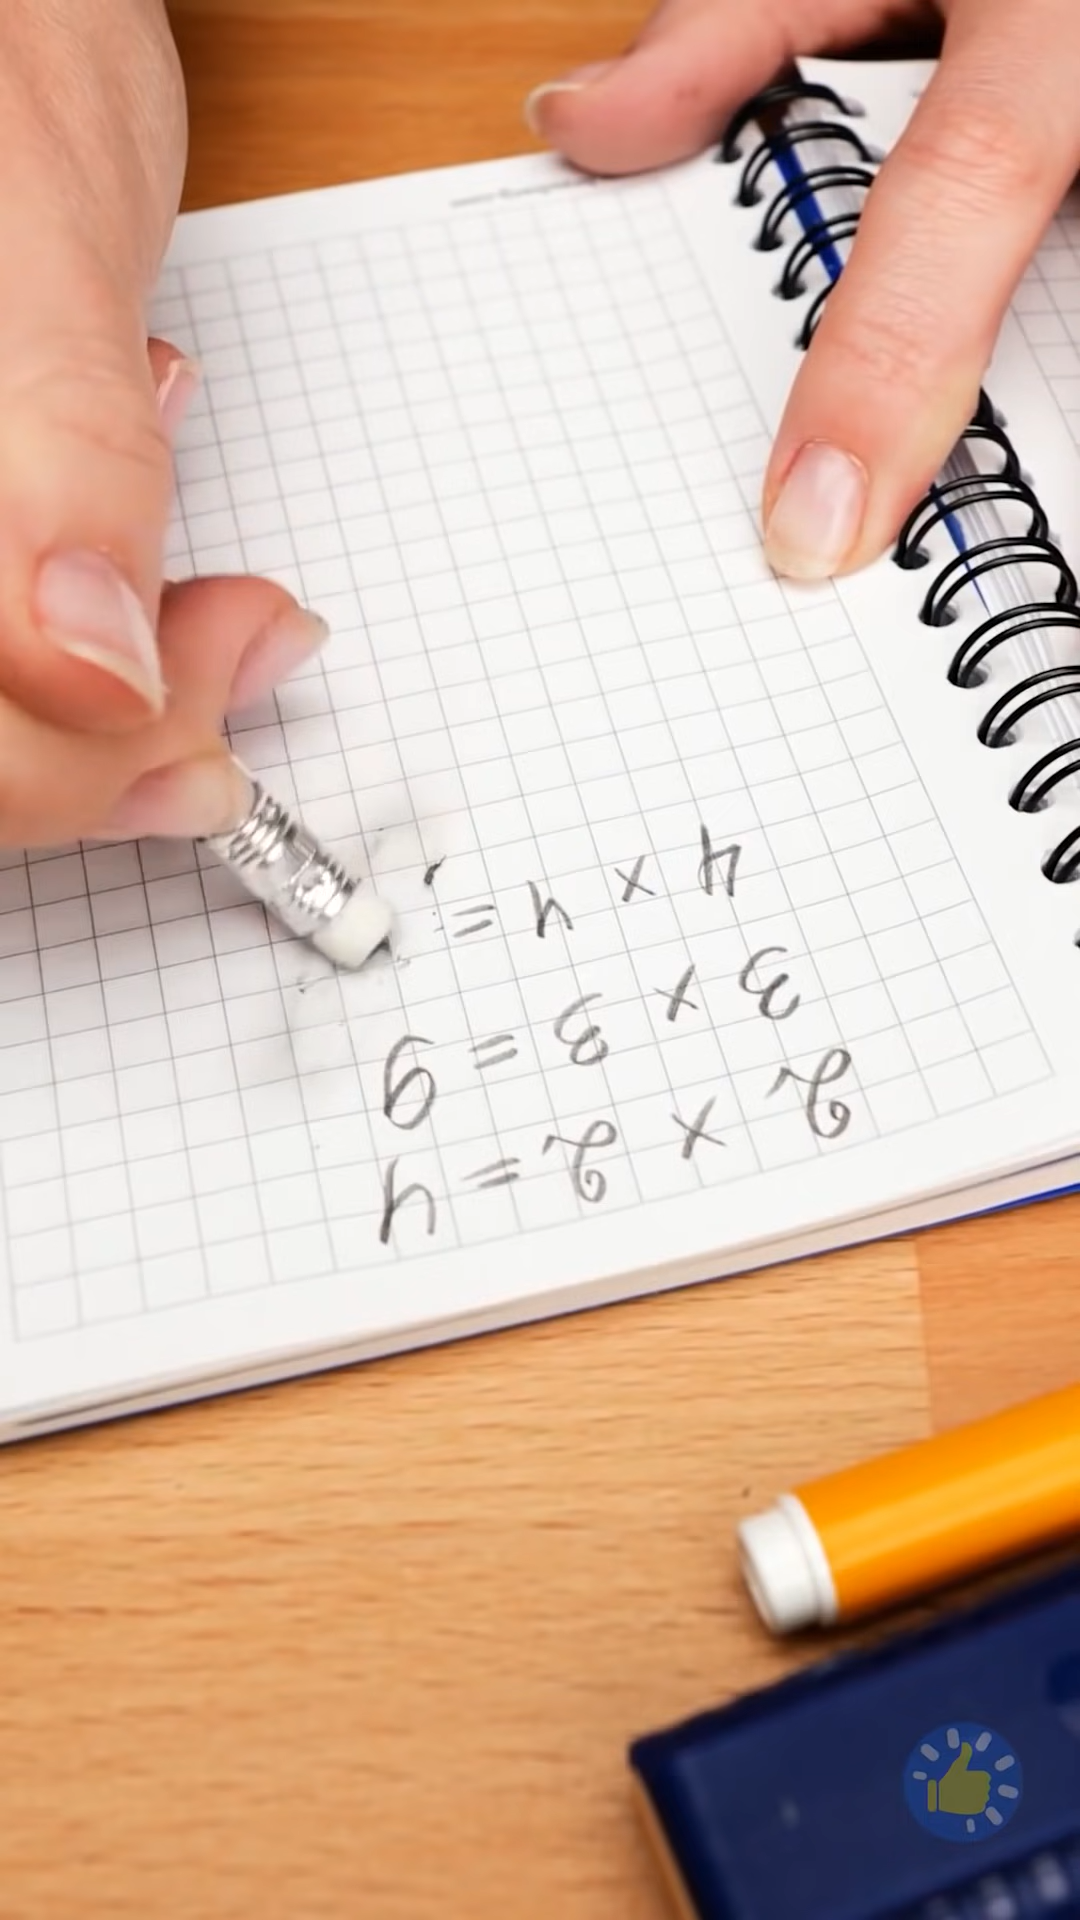 2 x 2 = 4
3 x 3 = 9
4 x 4 =